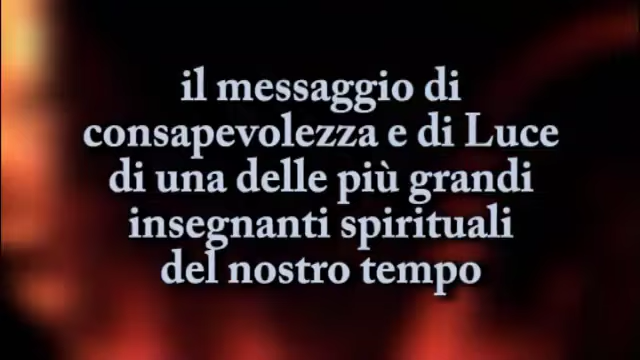 il messaggio di
consapevolezza e di Luce
di una delle più grandi
insegnanti spirituali
del nostro tempo